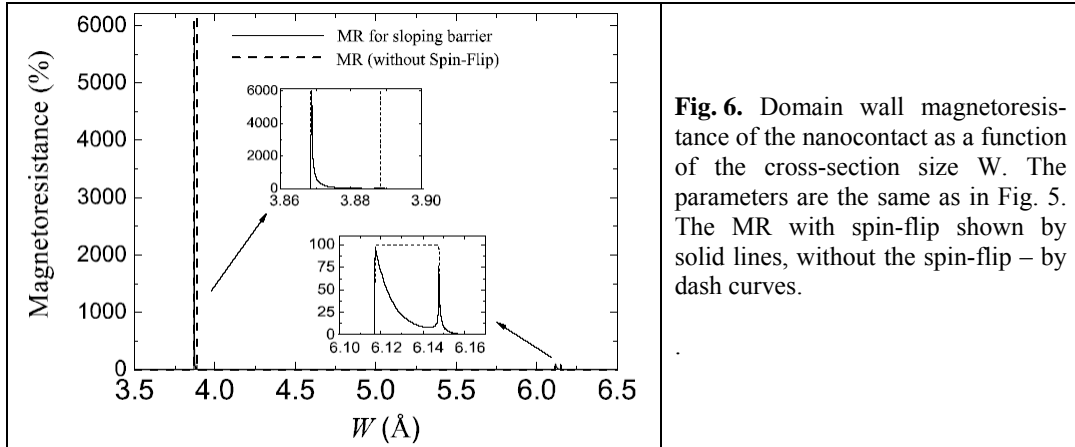 6000
5000
4000
3000
2000
1000
0
Magnetoresistance (%)
MR for sloping barrier
MR (without Spin-Flip)
6000
4000
2000
0
3.86 3.88 3.90
100
75
50
25
0
6.10 6.12 6.14 6.16
3.5 4.0 4.5 5.0 5.5 6.0 6.5
W (Å)
Fig. 6. Domain wall magnetoresis-
tance of the nanocontact as a function
of the cross-section size W. The
parameters are the same as in Fig. 5.
The MR with spin-flip shown by
solid lines, without the spin-flip – by
dash curves.
.